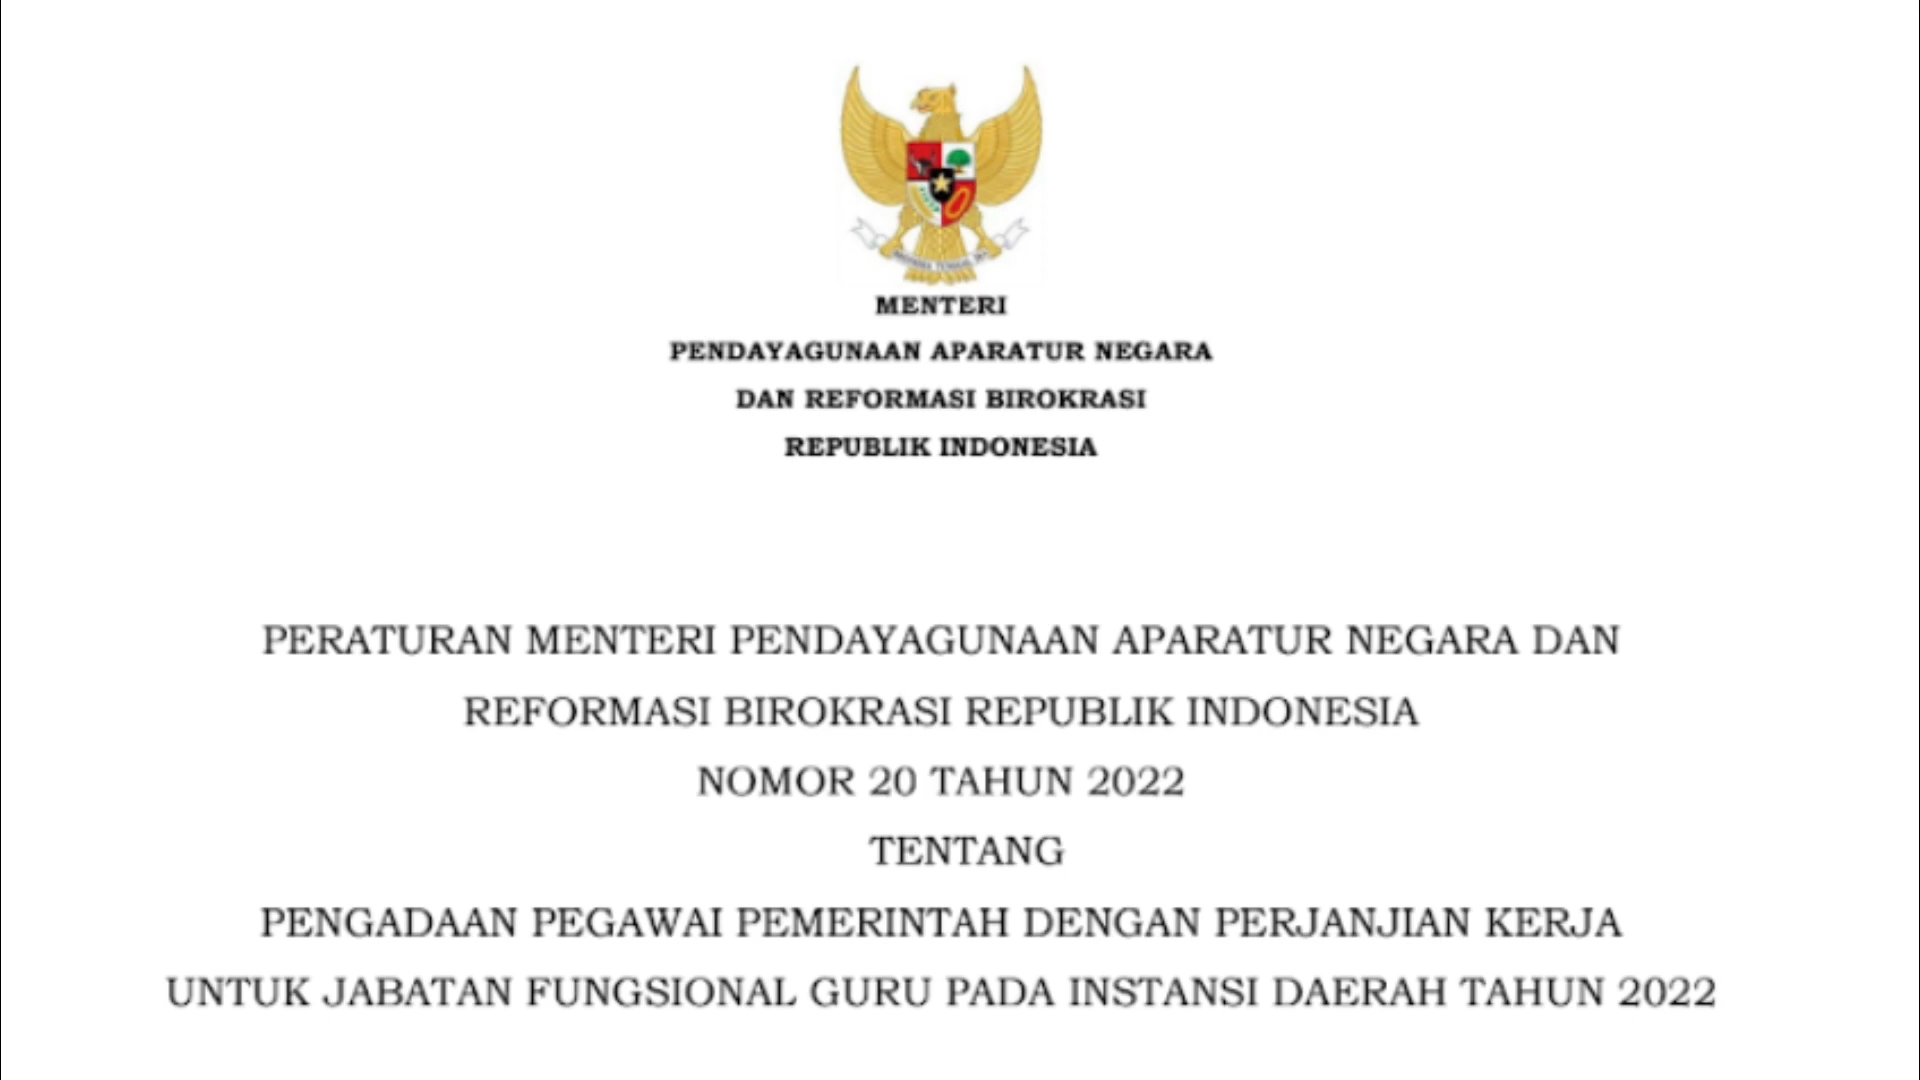 MENTERI
PENDAYAGUNAAN APARATUR NEGARA
DAN REFORMASI BIROKRASI
REPUBLIK INDONESIA
PERATURAN MENTERI PENDAYAGUNAAN APARATUR NEGARA DAN
REFORMASI BIROKRASI REPUBLIK INDONESIA
NOMOR 20 TAHUN 2022
TENTANG
PENGADAAN PEGAWAI PEMERINTAH DENGAN PERJANJIAN KERJA
UNTUK JABATAN FUNGSIONAL GURU PADA INSTANSI DAERAH TAHUN 2022